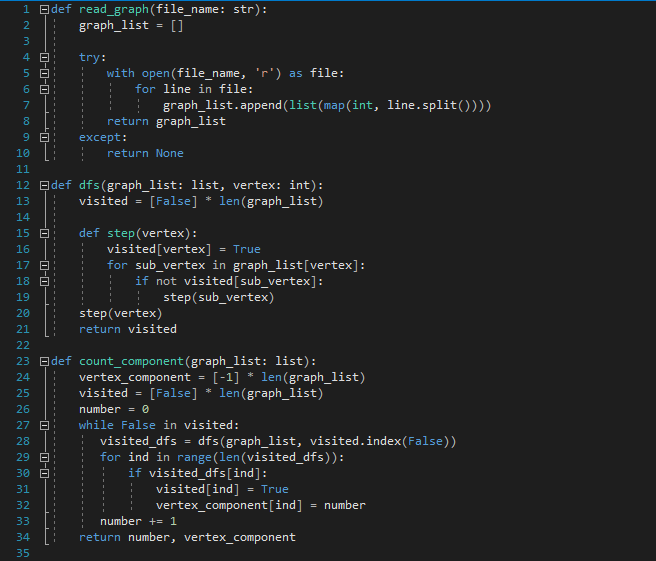 1 def read_graph(file_name: str):
2     graph_list = []
3
4     try:
5         with open(file_name, 'r') as file:
6             for line in file:
7                 graph_list.append(list(map(int, line.split())))
8         return graph_list
9     except:
10         return None
11
12 def dfs(graph_list: list, vertex: int):
13     visited = [False] * len(graph_list)
14
15     def step(vertex):
16         visited[vertex] = True
17         for sub_vertex in graph_list[vertex]:
18             if not visited[sub_vertex]:
19                 step(sub_vertex)
20     step(vertex)
21     return visited
22
23 def count_component(graph_list: list):
24     vertex_component = [-1] * len(graph_list)
25     visited = [False] * len(graph_list)
26     number = 0
27     while False in visited:
28        visited_dfs = dfs(graph_list, visited.index(False))
29        for ind in range(len(visited_dfs)):
30            if visited_dfs[ind]:
31                visited[ind] = True
32                vertex_component[ind] = number
33        number += 1
34     return number, vertex_component
35